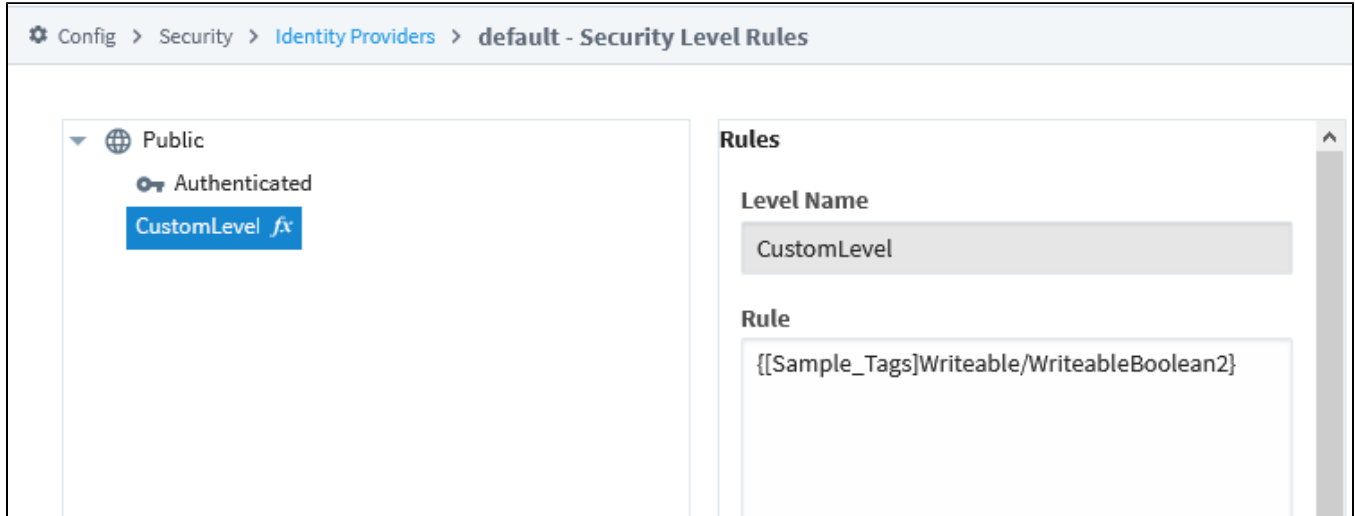 Config > Security > Identity Providers > default - Security Level Rules
Public
Authenticated
CustomLevel fx
Rules
Level Name
CustomLevel
Rule
{[Sample_Tags]Writeable/WriteableBoolean2}